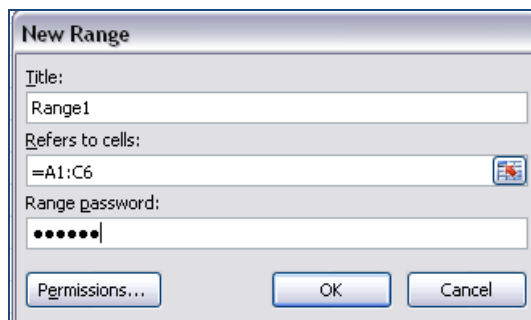 New Range
Title:
Range1
Refers to cells:
=A1:C6
Range password:
●●●●●●
Permissions... OK Cancel